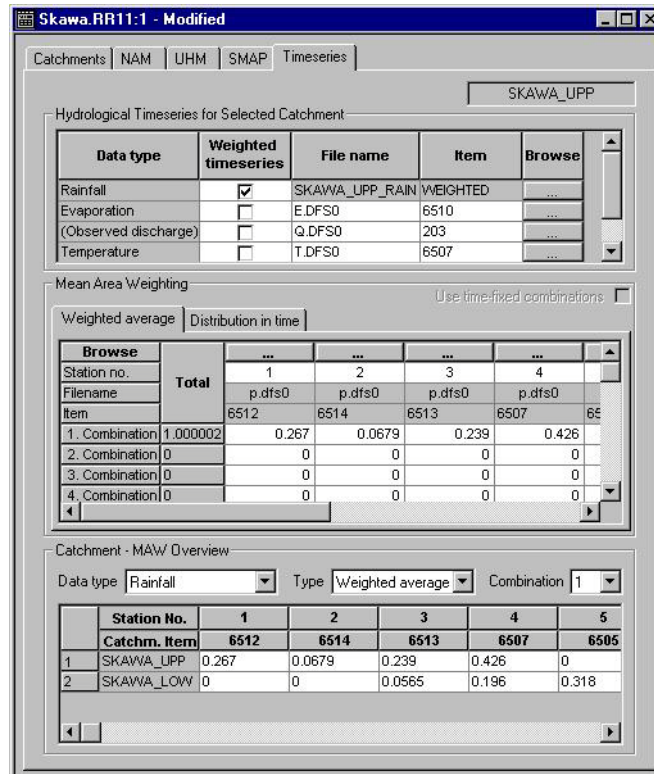 Skawa.RR11:1 - Modified
Catchments NAM UHM SMAP Timeseries
SKAWA_UPP
Hydrological Timeseries for Selected Catchment
Data type Weighted timeseries File name Item Browse
Rainfall SKAWA_UPP_RAIN WEIGHTED ...
Evaporation E.DFS0 6510 ...
(Observed discharge) Q.DFS0 203 ...
Temperature T.DFS0 6507 ...
Mean Area Weighting
Use time-fixed combinations
Weighted average Distribution in time
Browse Total ... ... ... ...
Station no. 1 2 3 4
Filename p.dfs0 p.dfs0 p.dfs0 p.dfs0
Item 6512 6514 6513 6507 65
1. Combination 1.000002 0.267 0.0679 0.239 0.426
2. Combination 0 0 0 0 0
3. Combination 0 0 0 0 0
4. Combination 0 0 0 0 0
Catchment - MAW Overview
Data type Rainfall Type Weighted average Combination 1
Station No. 1 2 3 4 5
Catchm. Item 6512 6514 6513 6507 6505
1 SKAWA_UPP 0.267 0.0679 0.239 0.426 0
2 SKAWA_LOW 0 0 0.0565 0.196 0.318